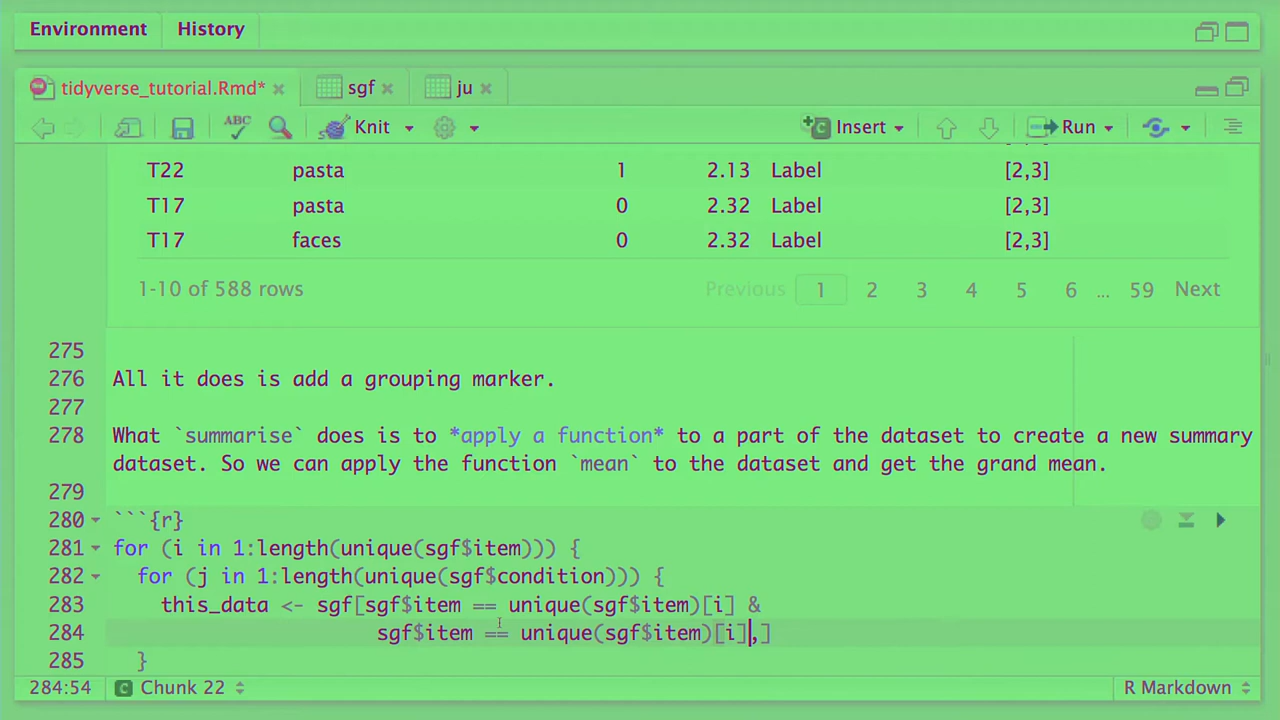 Environment History
tidyverse_tutorial.Rmd* sgf ju
ABC Knit Insert Run
T22 pasta 1 2.13 Label [2,3]
T17 pasta 0 2.32 Label [2,3]
T17 faces 0 2.32 Label [2,3]
1-10 of 588 rows Previous 1 2 3 4 5 6 ... 59 Next
275
276 All it does is add a grouping marker.
277
278 What `summarise` does is to *apply a function* to a part of the dataset to create a new summary
dataset. So we can apply the function `mean` to the dataset and get the grand mean.
279
280 ```{r}
281 for (i in 1:length(unique(sgf$item))) {
282 for (j in 1:length(unique(sgf$condition))) {
283 this_data <- sgf[sgf$item == unique(sgf$item)[i] &
284 sgf$item == unique(sgf$item)[i],]
285 }
284:54 C Chunk 22 R Markdown